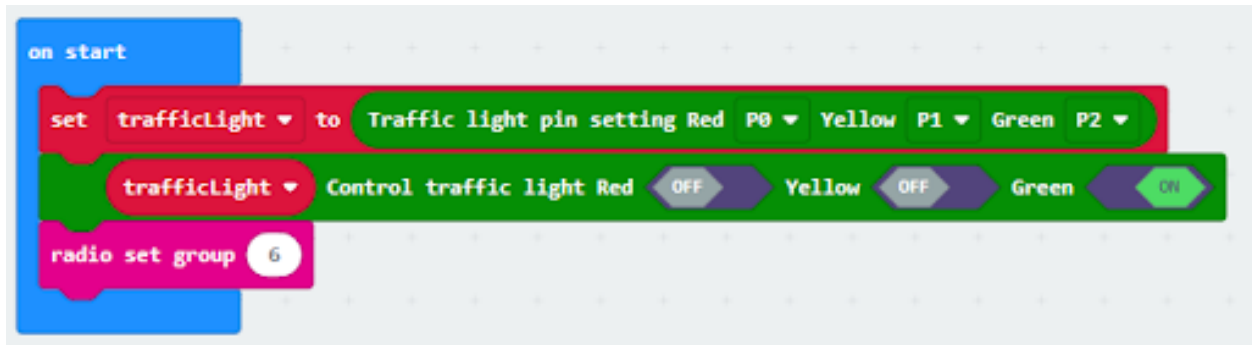 on start
set trafficLight to Traffic light pin setting Red P0 Yellow P1 Green P2
trafficLight Control traffic light Red OFF Yellow OFF Green ON
radio set group 6